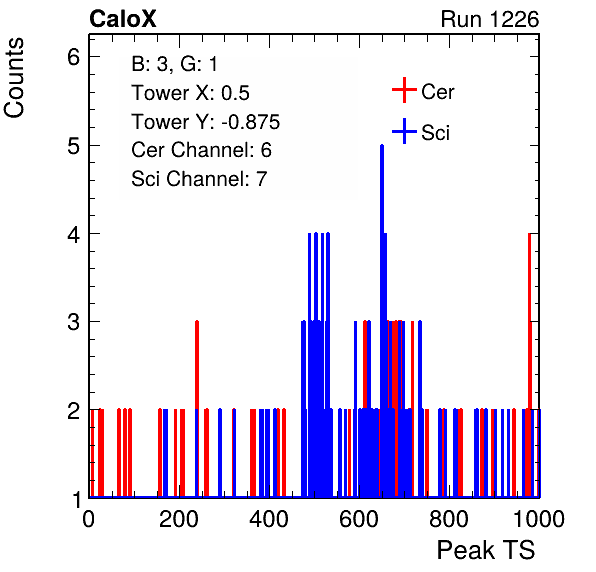 CaloX Run 1226
Counts
B: 3, G: 1
Tower X: 0.5
Tower Y: -0.875
Cer Channel: 6
Sci Channel: 7
Cer
Sci
6
5
4
3
2
1
0 200 400 600 800 1000
Peak TS